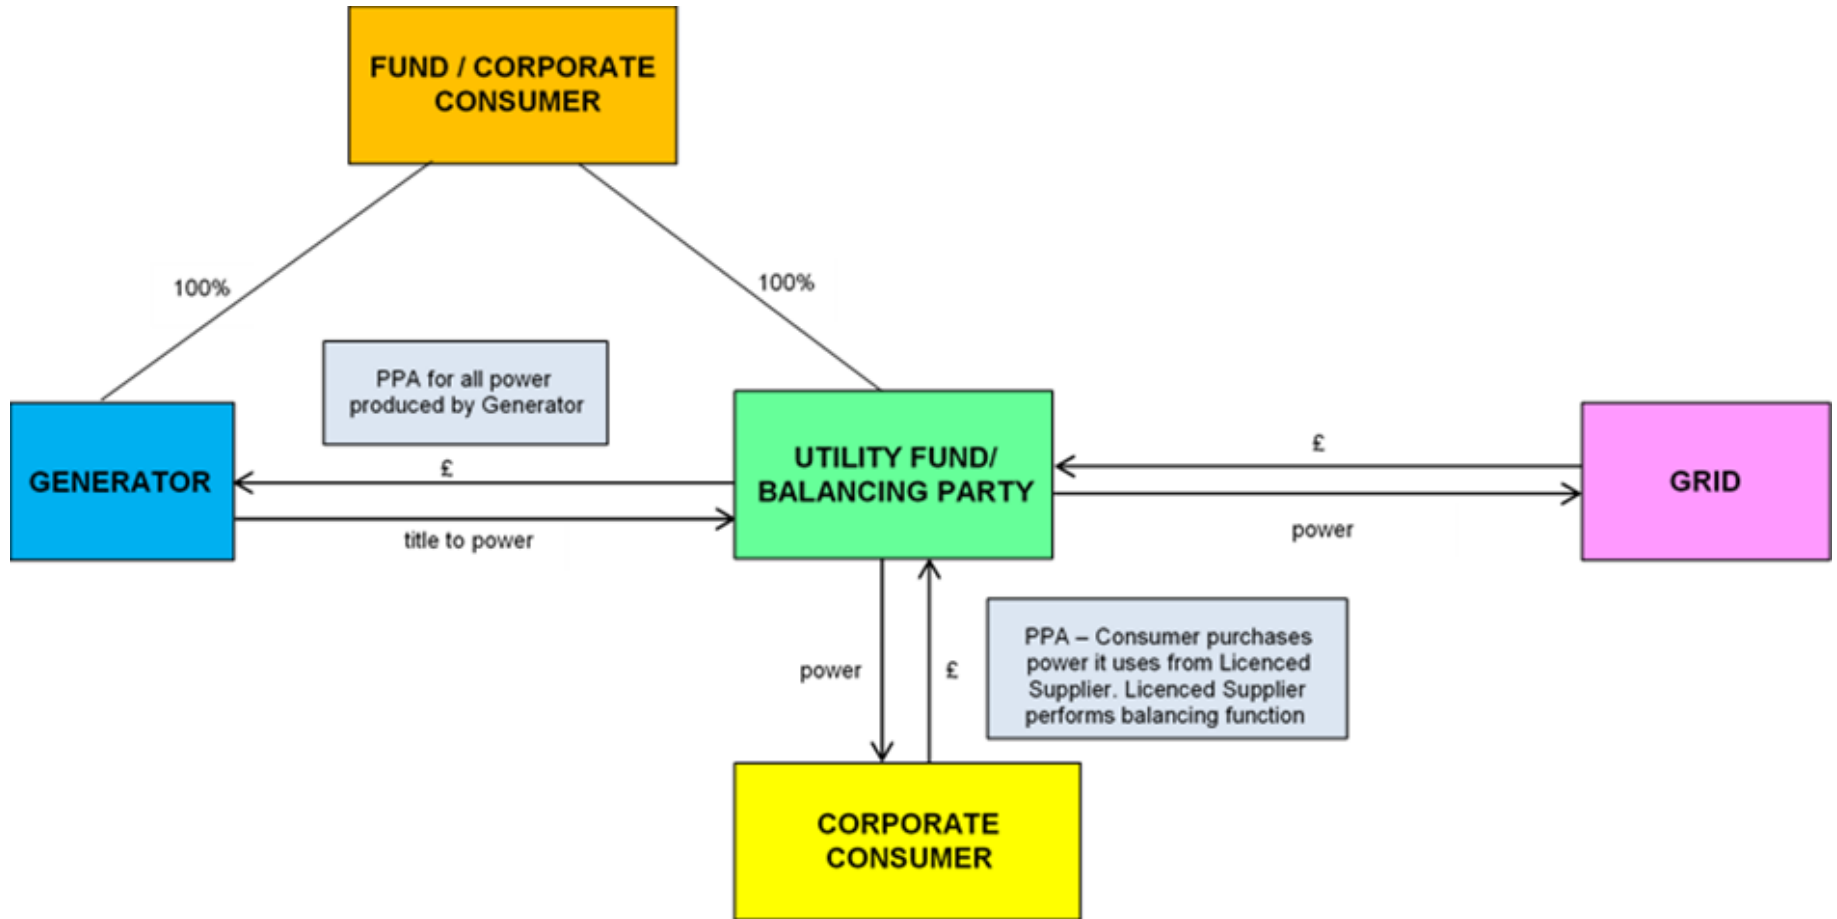 FUND / CORPORATE
CONSUMER
100%
100%
PPA for all power
produced by Generator
GENERATOR
£
title to power
UTILITY FUND/
BALANCING PARTY
£
power
GRID
power
£
PPA – Consumer purchases
power it uses from Licenced
Supplier. Licenced Supplier
performs balancing function
CORPORATE
CONSUMER